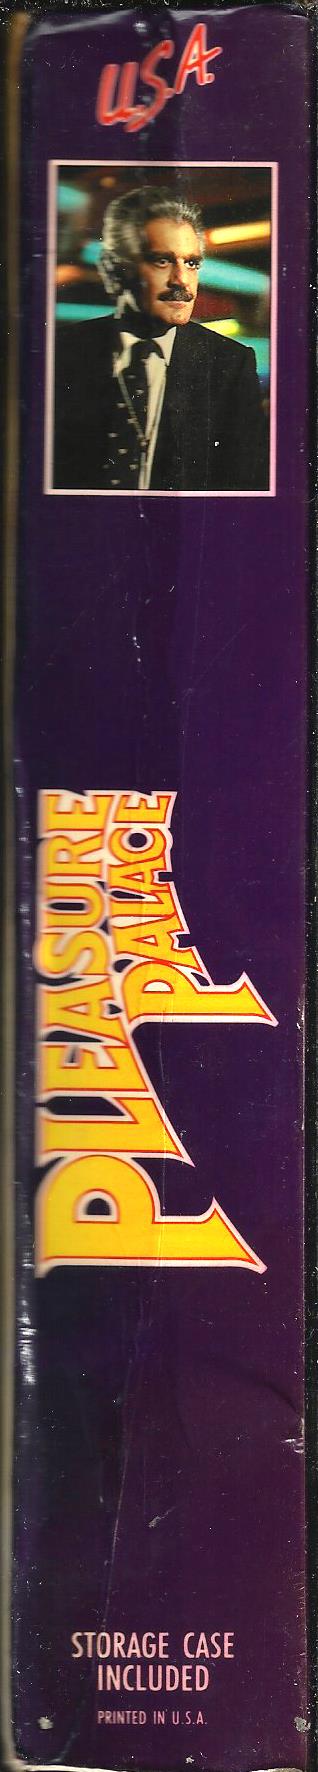 U.S.A.
PLEASURE
PALACE
STORAGE CASE
INCLUDED
PRINTED IN U.S.A.